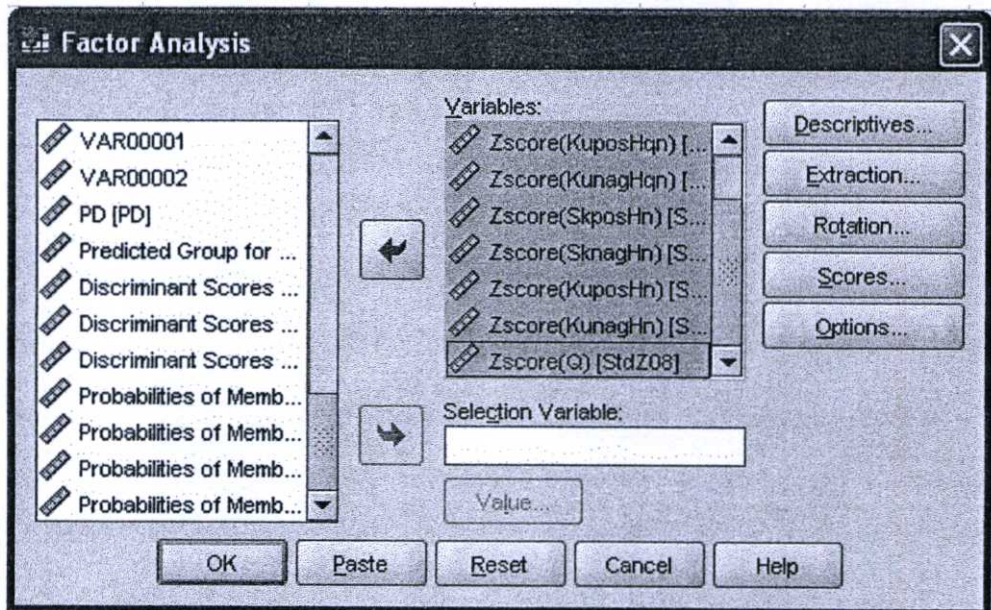 Factor Analysis
VAR00001
VAR00002
PD [PD]
Predicted Group for ...
Discriminant Scores ...
Discriminant Scores ...
Discriminant Scores ...
Probabilities of Memb...
Probabilities of Memb...
Probabilities of Memb...
Probabilities of Memb...
Variables:
Zscore(KuposHqn) [...
Zscore(KunagHqn) [...
Zscore(SkposHn) [S...
Zscore(SknagHn) [S...
Zscore(KuposHn) [S...
Zscore(KunagHn) [S...
Zscore(Q) [StdZ08]
Selection Variable:
Value...
Descriptives...
Extraction...
Rotation...
Scores...
Options...
OK
Paste
Reset
Cancel
Help